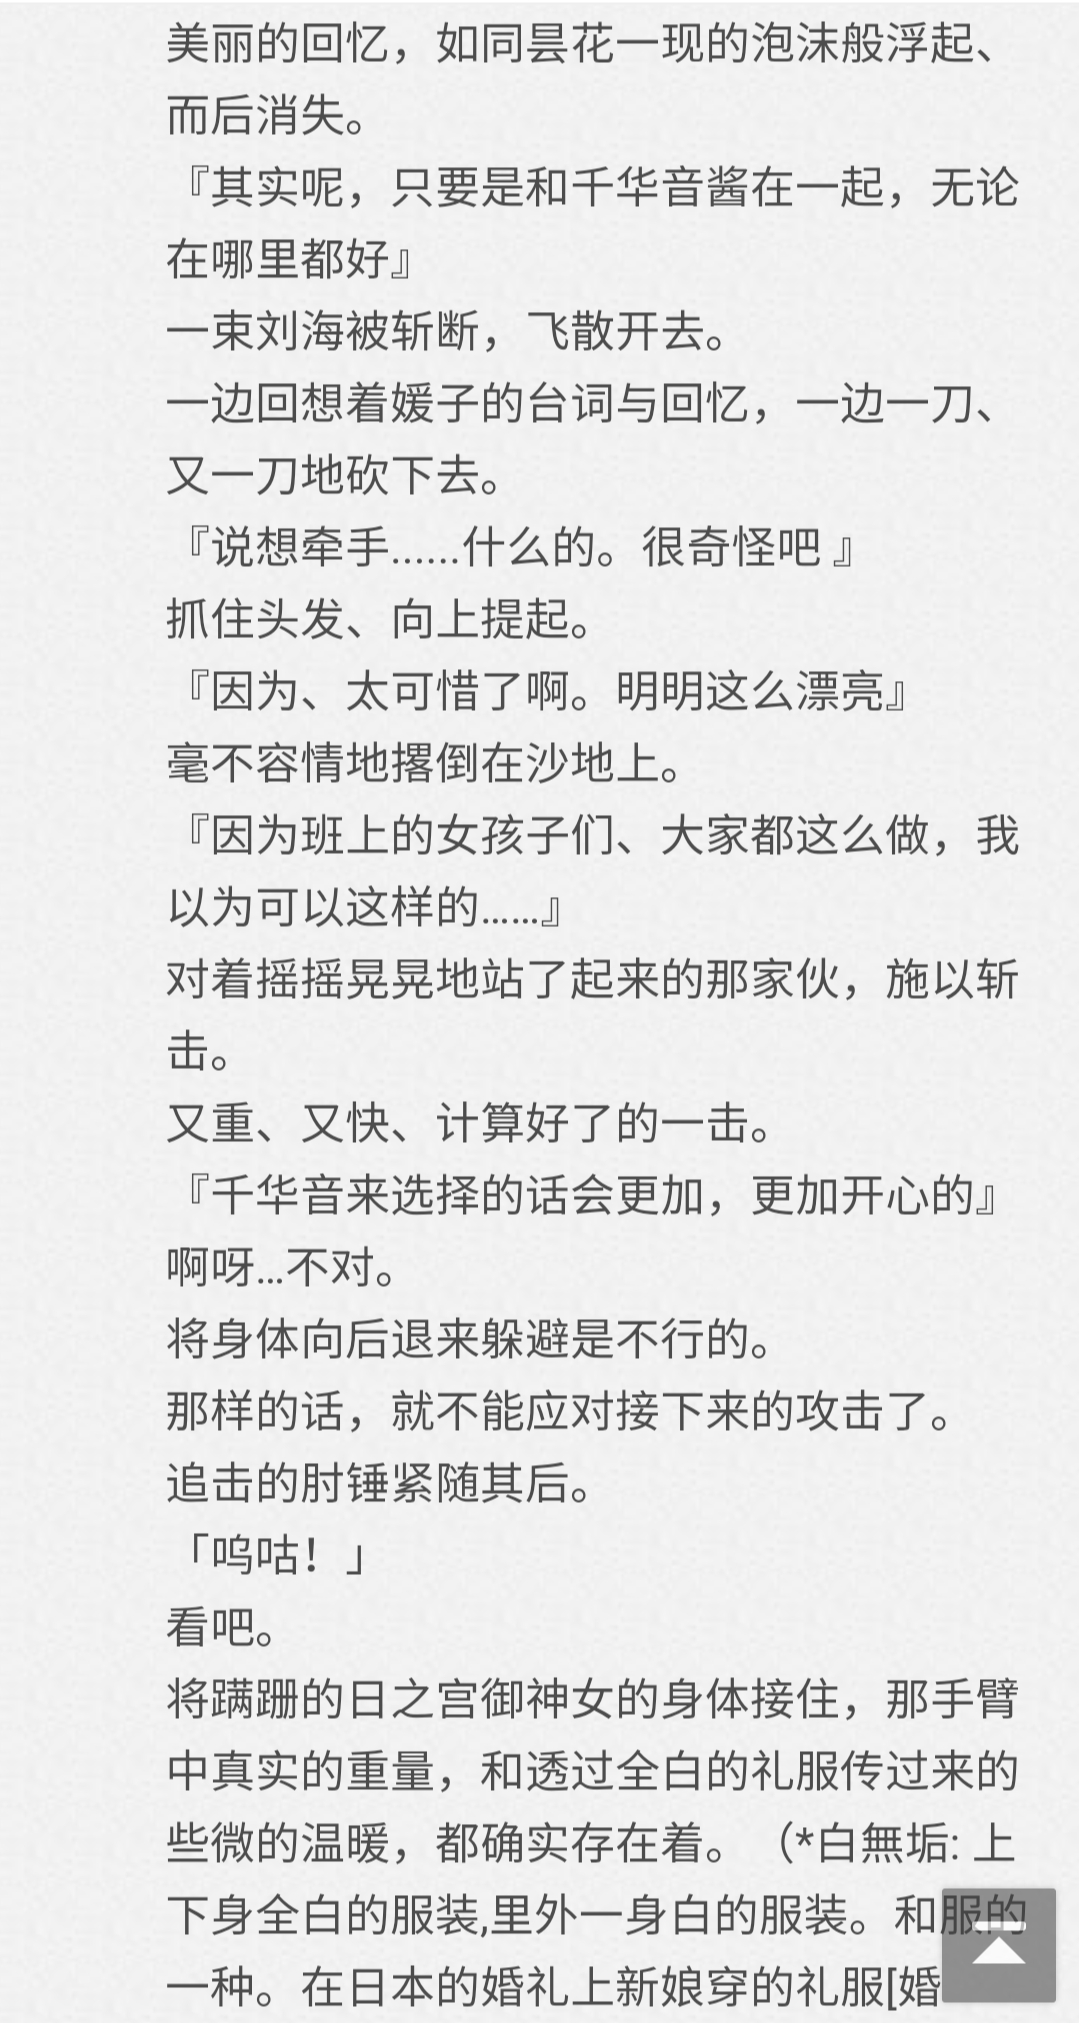 美丽的回忆，如同昙花一现的泡沫般浮起、
而后消失。
『其实呢，只要是和千华音酱在一起，无论
在哪里都好』
一束刘海被斩断，飞散开去。
一边回想着媛子的台词与回忆，一边一刀、
又一刀地砍下去。
『说想牵手......什么的。很奇怪吧 』
抓住头发、向上提起。
『因为、太可惜了啊。明明这么漂亮』
毫不容情地撂倒在沙地上。
『因为班上的女孩子们、大家都这么做，我
以为可以这样的......』
对着摇摇晃晃地站了起来的那家伙，施以斩
击。
又重、又快、计算好了的一击。
『千华音来选择的话会更加，更加开心的』
啊呀...不对。
将身体向后退来躲避是不行的。
那样的话，就不能应对接下来的攻击了。
追击的肘锤紧随其后。
「呜咕！」
看吧。
将蹒跚的日之宫御神女的身体接住，那手臂
中真实的重量，和透过全白的礼服传过来的
些微的温暖，都确实存在着。（*白無垢: 上
下身全白的服装,里外一身白的服装。和服的
一种。在日本的婚礼上新娘穿的礼服[婚